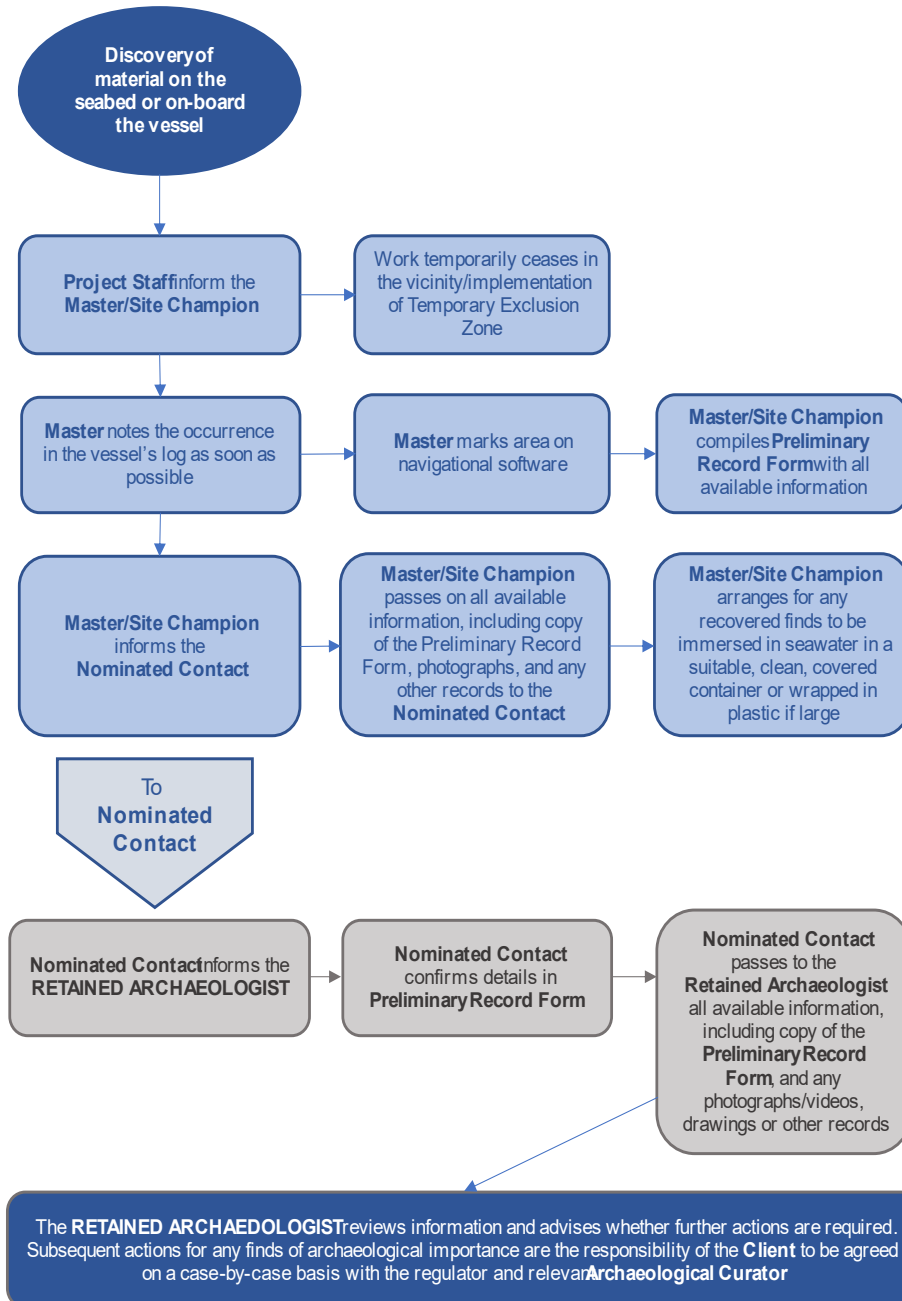 Discovery of
material on the
seabed or on-board
the vessel
Project Staff inform the
Master/Site Champion
Work temporarily ceases in
the vicinity/implementation
of Temporary Exclusion
Zone
Master notes the occurrence
in the vessel's log as soon as
possible
Master marks area on
navigational software
Master/Site Champion
compiles Preliminary
Record Form with all
available information
Master/Site Champion
informs the
Nominated Contact
Master/Site Champion
passes on all available
information, including copy
of the Preliminary Record
Form, photographs, and any
other records to the
Nominated Contact
Master/Site Champion
arranges for any
recovered finds to be
immersed in seawater in a
suitable, clean, covered
container or wrapped in
plastic if large
To
Nominated
Contact
Nominated Contact informs the
RETAINED ARCHAEOLOGIST
Nominated Contact
confirms details in
Preliminary Record Form
Nominated Contact
passes to the
Retained Archaeologist
all available information,
including copy of the
Preliminary Record
Form, and any
photographs/videos,
drawings or other records
The RETAINED ARCHAEDOLOGIST reviews information and advises whether further actions are required.
Subsequent actions for any finds of archaeological importance are the responsibility of the Client to be agreed
on a case-by-case basis with the regulator and relevant Archaeological Curator